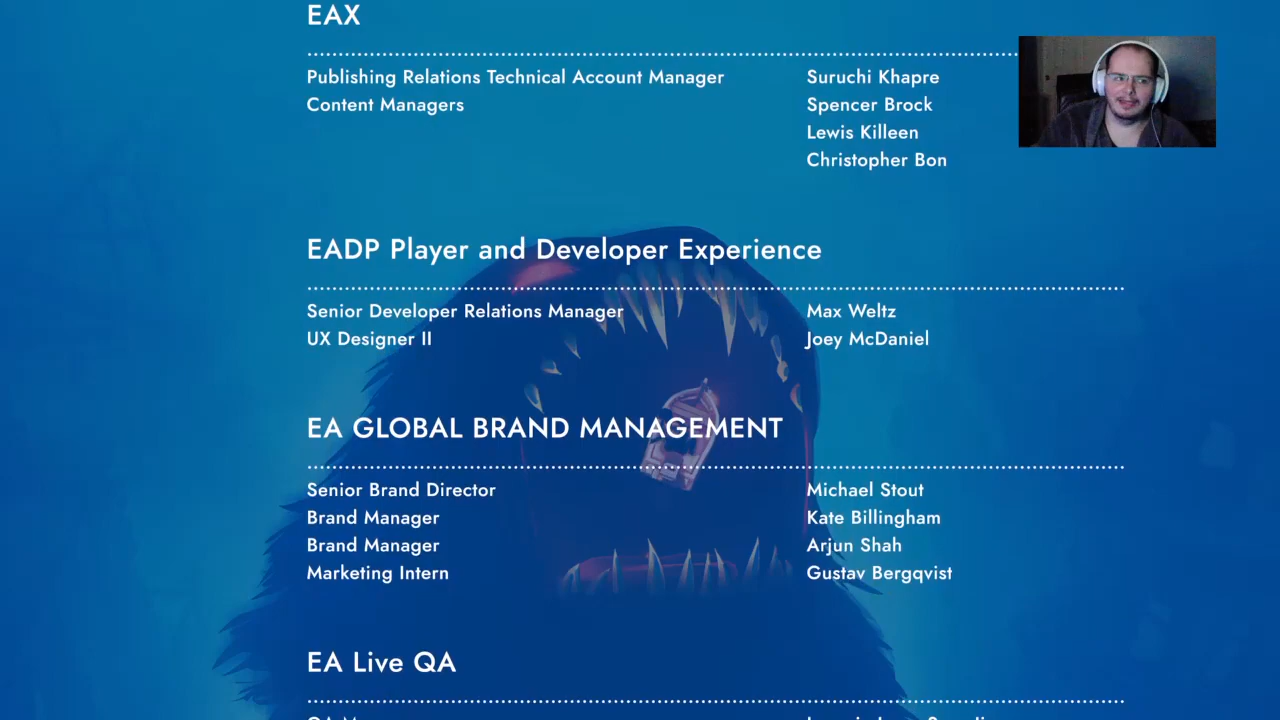 EAX
Publishing Relations Technical Account Manager Suruchi Khapre
Content Managers Spencer Brock
Lewis Killeen
Christopher Bon
EADP Player and Developer Experience
Senior Developer Relations Manager Max Weltz
UX Designer II Joey McDaniel
EA GLOBAL BRAND MANAGEMENT
Senior Brand Director Michael Stout
Brand Manager Kate Billingham
Brand Manager Arjun Shah
Marketing Intern Gustav Bergqvist
EA Live QA